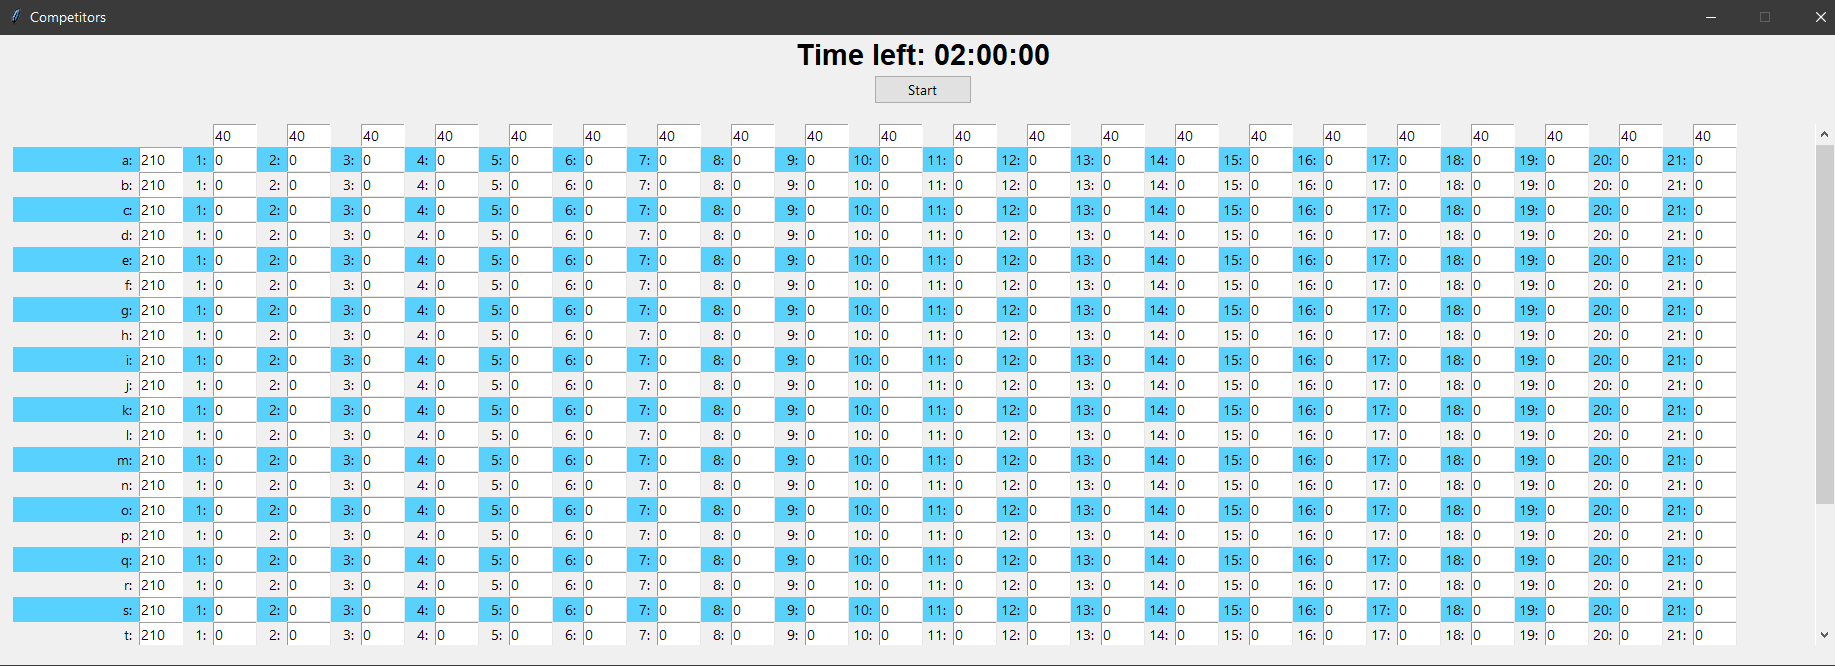 Competitors
Time left: 02:00:00
Start
40 40 40 40 40 40 40 40 40 40 40 40 40 40 40 40 40 40 40 40 40
a: 210 1: 0 2: 0 3: 0 4: 0 5: 0 6: 0 7: 0 8: 0 9: 0 10: 0 11: 0 12: 0 13: 0 14: 0 15: 0 16: 0 17: 0 18: 0 19: 0 20: 0 21: 0
b: 210 1: 0 2: 0 3: 0 4: 0 5: 0 6: 0 7: 0 8: 0 9: 0 10: 0 11: 0 12: 0 13: 0 14: 0 15: 0 16: 0 17: 0 18: 0 19: 0 20: 0 21: 0
c: 210 1: 0 2: 0 3: 0 4: 0 5: 0 6: 0 7: 0 8: 0 9: 0 10: 0 11: 0 12: 0 13: 0 14: 0 15: 0 16: 0 17: 0 18: 0 19: 0 20: 0 21: 0
d: 210 1: 0 2: 0 3: 0 4: 0 5: 0 6: 0 7: 0 8: 0 9: 0 10: 0 11: 0 12: 0 13: 0 14: 0 15: 0 16: 0 17: 0 18: 0 19: 0 20: 0 21: 0
e: 210 1: 0 2: 0 3: 0 4: 0 5: 0 6: 0 7: 0 8: 0 9: 0 10: 0 11: 0 12: 0 13: 0 14: 0 15: 0 16: 0 17: 0 18: 0 19: 0 20: 0 21: 0
f: 210 1: 0 2: 0 3: 0 4: 0 5: 0 6: 0 7: 0 8: 0 9: 0 10: 0 11: 0 12: 0 13: 0 14: 0 15: 0 16: 0 17: 0 18: 0 19: 0 20: 0 21: 0
g: 210 1: 0 2: 0 3: 0 4: 0 5: 0 6: 0 7: 0 8: 0 9: 0 10: 0 11: 0 12: 0 13: 0 14: 0 15: 0 16: 0 17: 0 18: 0 19: 0 20: 0 21: 0
h: 210 1: 0 2: 0 3: 0 4: 0 5: 0 6: 0 7: 0 8: 0 9: 0 10: 0 11: 0 12: 0 13: 0 14: 0 15: 0 16: 0 17: 0 18: 0 19: 0 20: 0 21: 0
i: 210 1: 0 2: 0 3: 0 4: 0 5: 0 6: 0 7: 0 8: 0 9: 0 10: 0 11: 0 12: 0 13: 0 14: 0 15: 0 16: 0 17: 0 18: 0 19: 0 20: 0 21: 0
j: 210 1: 0 2: 0 3: 0 4: 0 5: 0 6: 0 7: 0 8: 0 9: 0 10: 0 11: 0 12: 0 13: 0 14: 0 15: 0 16: 0 17: 0 18: 0 19: 0 20: 0 21: 0
k: 210 1: 0 2: 0 3: 0 4: 0 5: 0 6: 0 7: 0 8: 0 9: 0 10: 0 11: 0 12: 0 13: 0 14: 0 15: 0 16: 0 17: 0 18: 0 19: 0 20: 0 21: 0
l: 210 1: 0 2: 0 3: 0 4: 0 5: 0 6: 0 7: 0 8: 0 9: 0 10: 0 11: 0 12: 0 13: 0 14: 0 15: 0 16: 0 17: 0 18: 0 19: 0 20: 0 21: 0
m: 210 1: 0 2: 0 3: 0 4: 0 5: 0 6: 0 7: 0 8: 0 9: 0 10: 0 11: 0 12: 0 13: 0 14: 0 15: 0 16: 0 17: 0 18: 0 19: 0 20: 0 21: 0
n: 210 1: 0 2: 0 3: 0 4: 0 5: 0 6: 0 7: 0 8: 0 9: 0 10: 0 11: 0 12: 0 13: 0 14: 0 15: 0 16: 0 17: 0 18: 0 19: 0 20: 0 21: 0
o: 210 1: 0 2: 0 3: 0 4: 0 5: 0 6: 0 7: 0 8: 0 9: 0 10: 0 11: 0 12: 0 13: 0 14: 0 15: 0 16: 0 17: 0 18: 0 19: 0 20: 0 21: 0
p: 210 1: 0 2: 0 3: 0 4: 0 5: 0 6: 0 7: 0 8: 0 9: 0 10: 0 11: 0 12: 0 13: 0 14: 0 15: 0 16: 0 17: 0 18: 0 19: 0 20: 0 21: 0
q: 210 1: 0 2: 0 3: 0 4: 0 5: 0 6: 0 7: 0 8: 0 9: 0 10: 0 11: 0 12: 0 13: 0 14: 0 15: 0 16: 0 17: 0 18: 0 19: 0 20: 0 21: 0
r: 210 1: 0 2: 0 3: 0 4: 0 5: 0 6: 0 7: 0 8: 0 9: 0 10: 0 11: 0 12: 0 13: 0 14: 0 15: 0 16: 0 17: 0 18: 0 19: 0 20: 0 21: 0
s: 210 1: 0 2: 0 3: 0 4: 0 5: 0 6: 0 7: 0 8: 0 9: 0 10: 0 11: 0 12: 0 13: 0 14: 0 15: 0 16: 0 17: 0 18: 0 19: 0 20: 0 21: 0
t: 210 1: 0 2: 0 3: 0 4: 0 5: 0 6: 0 7: 0 8: 0 9: 0 10: 0 11: 0 12: 0 13: 0 14: 0 15: 0 16: 0 17: 0 18: 0 19: 0 20: 0 21: 0